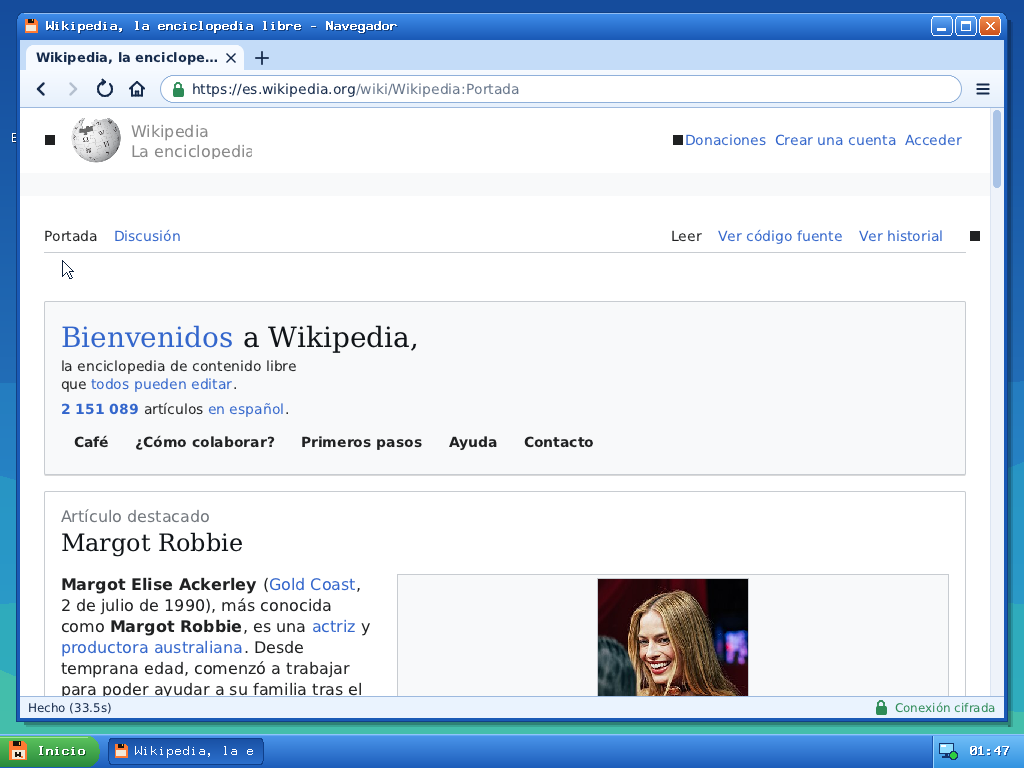 Wikipedia, la enciclopedia libre - Navegador
Wikipedia, la enciclope...
https://es.wikipedia.org/wiki/Wikipedia:Portada
Wikipedia
La enciclopedia
Donaciones Crear una cuenta Acceder
Portada Discusión Leer Ver código fuente Ver historial
Bienvenidos a Wikipedia,
la enciclopedia de contenido libre
que todos pueden editar.
2 151 089 artículos en español.
Café ¿Cómo colaborar? Primeros pasos Ayuda Contacto
Artículo destacado
Margot Robbie
Margot Elise Ackerley (Gold Coast,
2 de julio de 1990), más conocida
como Margot Robbie, es una actriz y
productora australiana. Desde
temprana edad, comenzó a trabajar
para poder ayudar a su familia tras el
Hecho (33.5s) Conexión cifrada
Inicio Wikipedia, la e 01:47